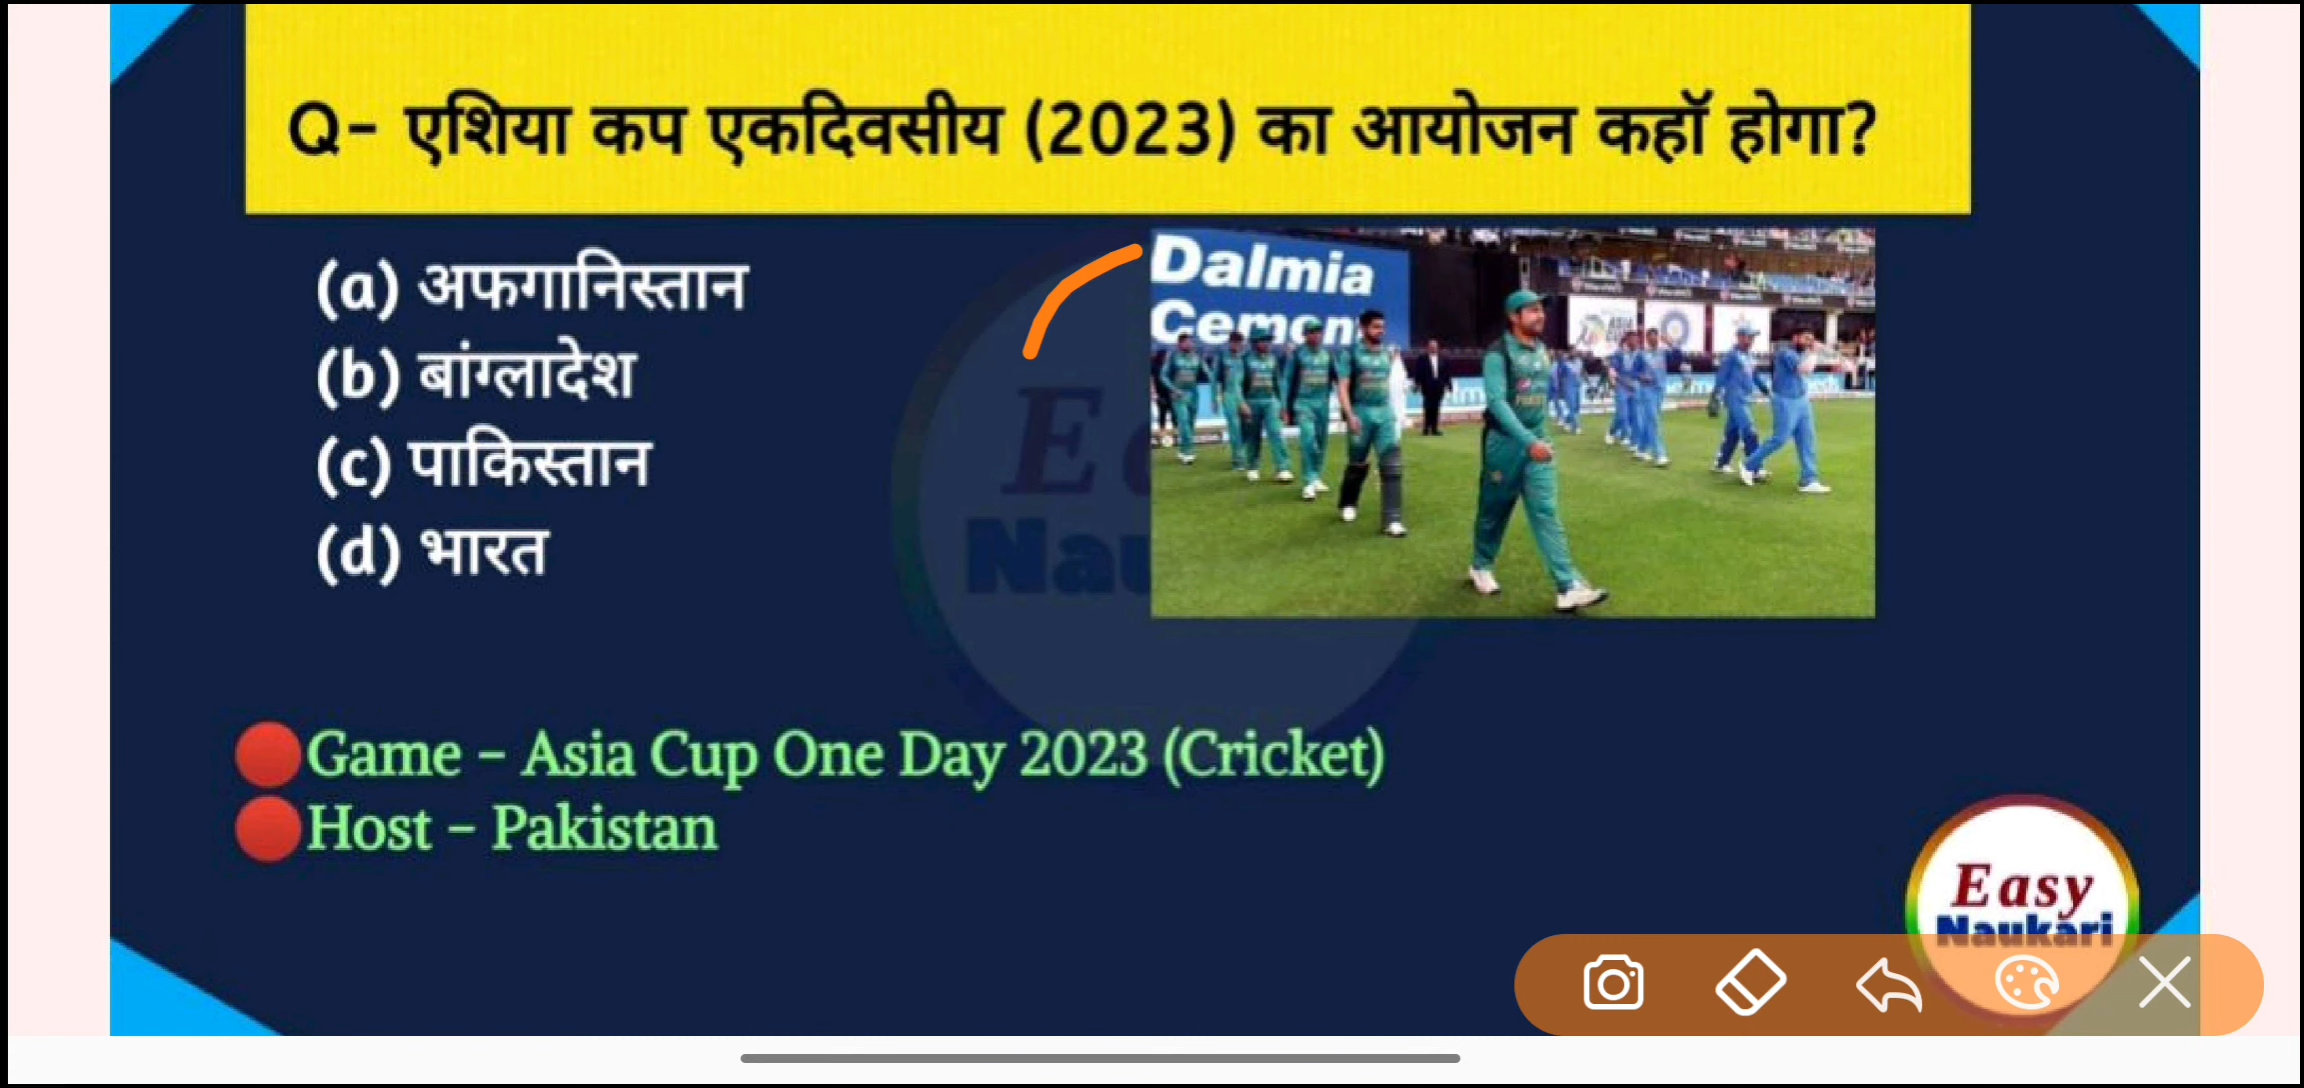 Q- एशिया कप एकदिवसीय (2023) का आयोजन कहॉ होगा?
(a) अफगानिस्तान
(b) बांग्लादेश
(c) पाकिस्तान
(d) भारत
Dalmia
Cement
Game – Asia Cup One Day 2023 (Cricket)
Host – Pakistan
Easy
Naukari